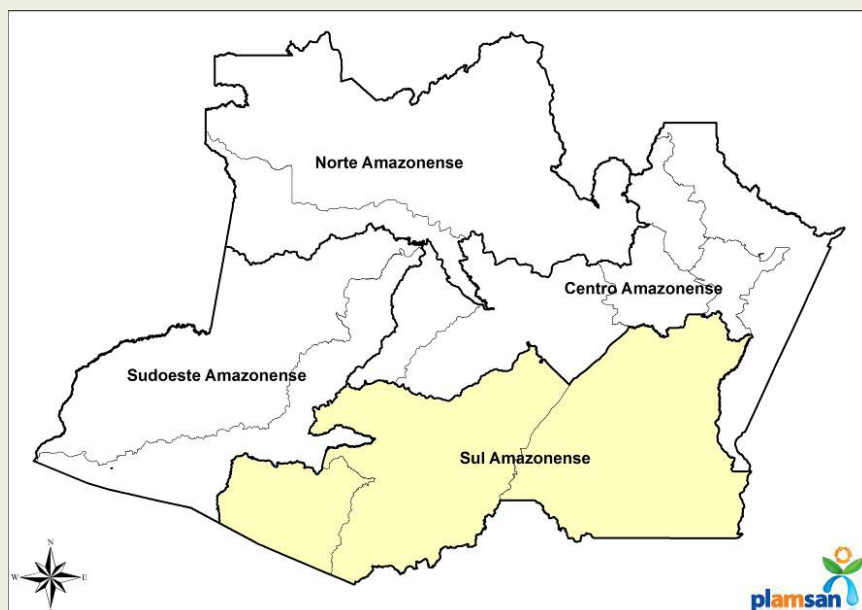 Norte Amazonense
Centro Amazonense
Sudoeste Amazonense
Sul Amazonense
N
W
E
S
plamsan